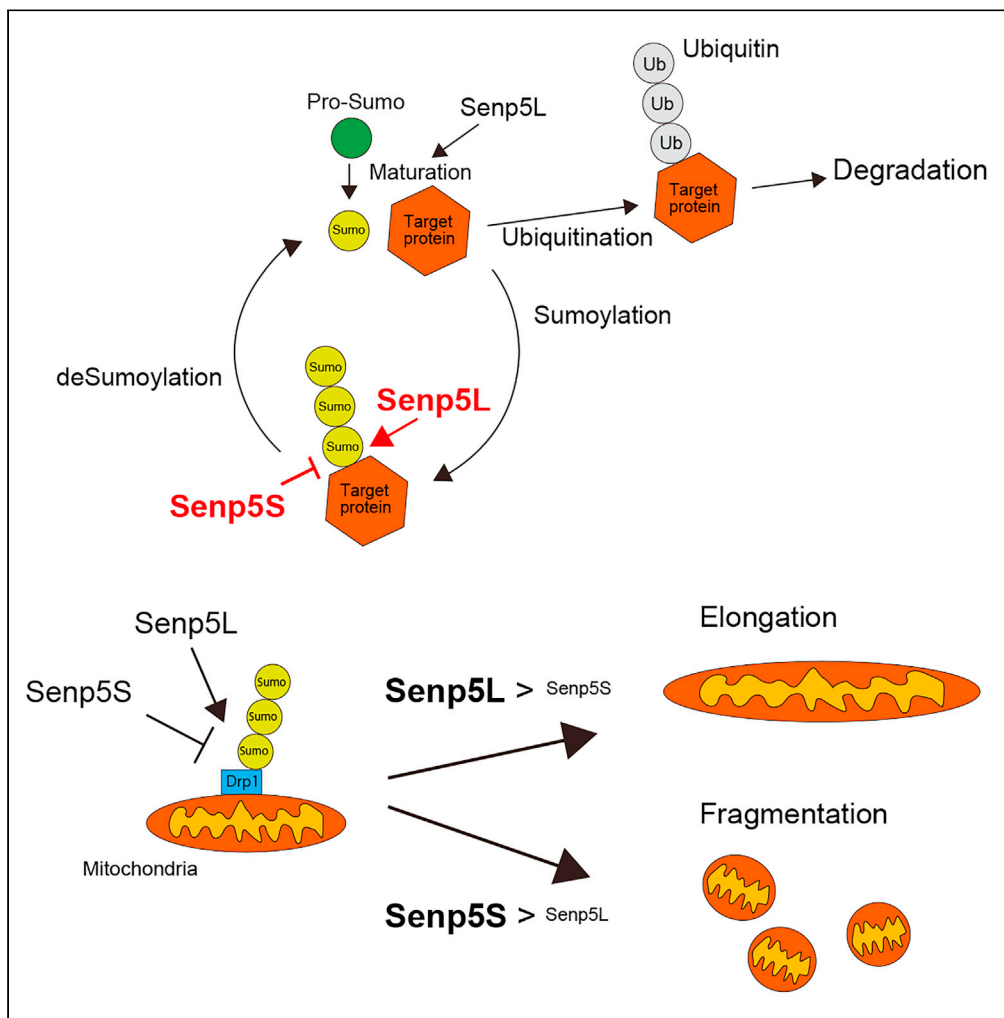 Ubiquitin
Ub
Ub
Ub
Pro-Sumo
Senp5L
Maturation
Sumo
Target
protein
Ubiquitination
Target
protein
Degradation
Sumoylation
deSumoylation
Sumo
Sumo
Sumo
Senp5L
Senp5S
Target
protein
Senp5L
Senp5S
Sumo
Sumo
Sumo
Drp1
Mitochondria
Senp5L > Senp5S
Elongation
Senp5S > Senp5L
Fragmentation